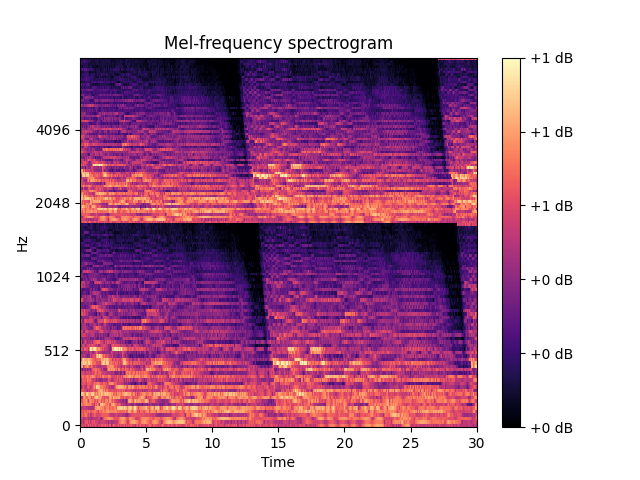 Mel-frequency spectrogram
Hz
4096
2048
1024
512
0
0 5 10 15 20 25 30
Time
+1 dB
+1 dB
+1 dB
+0 dB
+0 dB
+0 dB